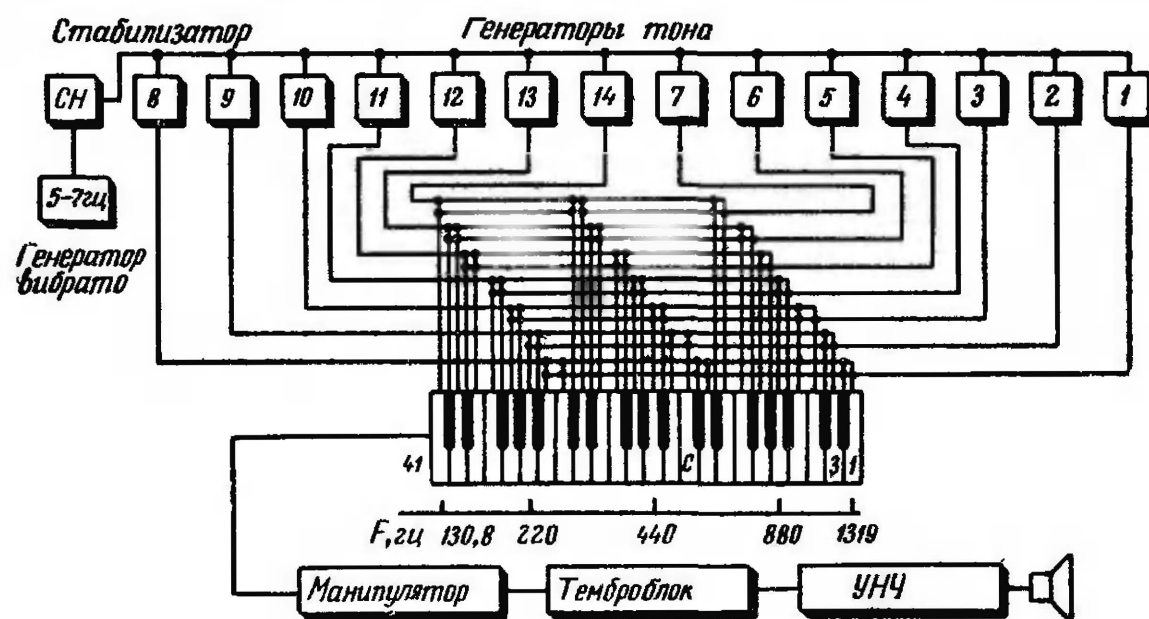 Стабилизатор
Генераторы тона
СН
8
9
10
11
12
13
14
7
6
5
4
3
2
1
5-7гц
Генератор
вибрато
41
С
3
1
F, гц 130,8 220 440 880 1319
Манипулятор
Темброблок
УНЧ